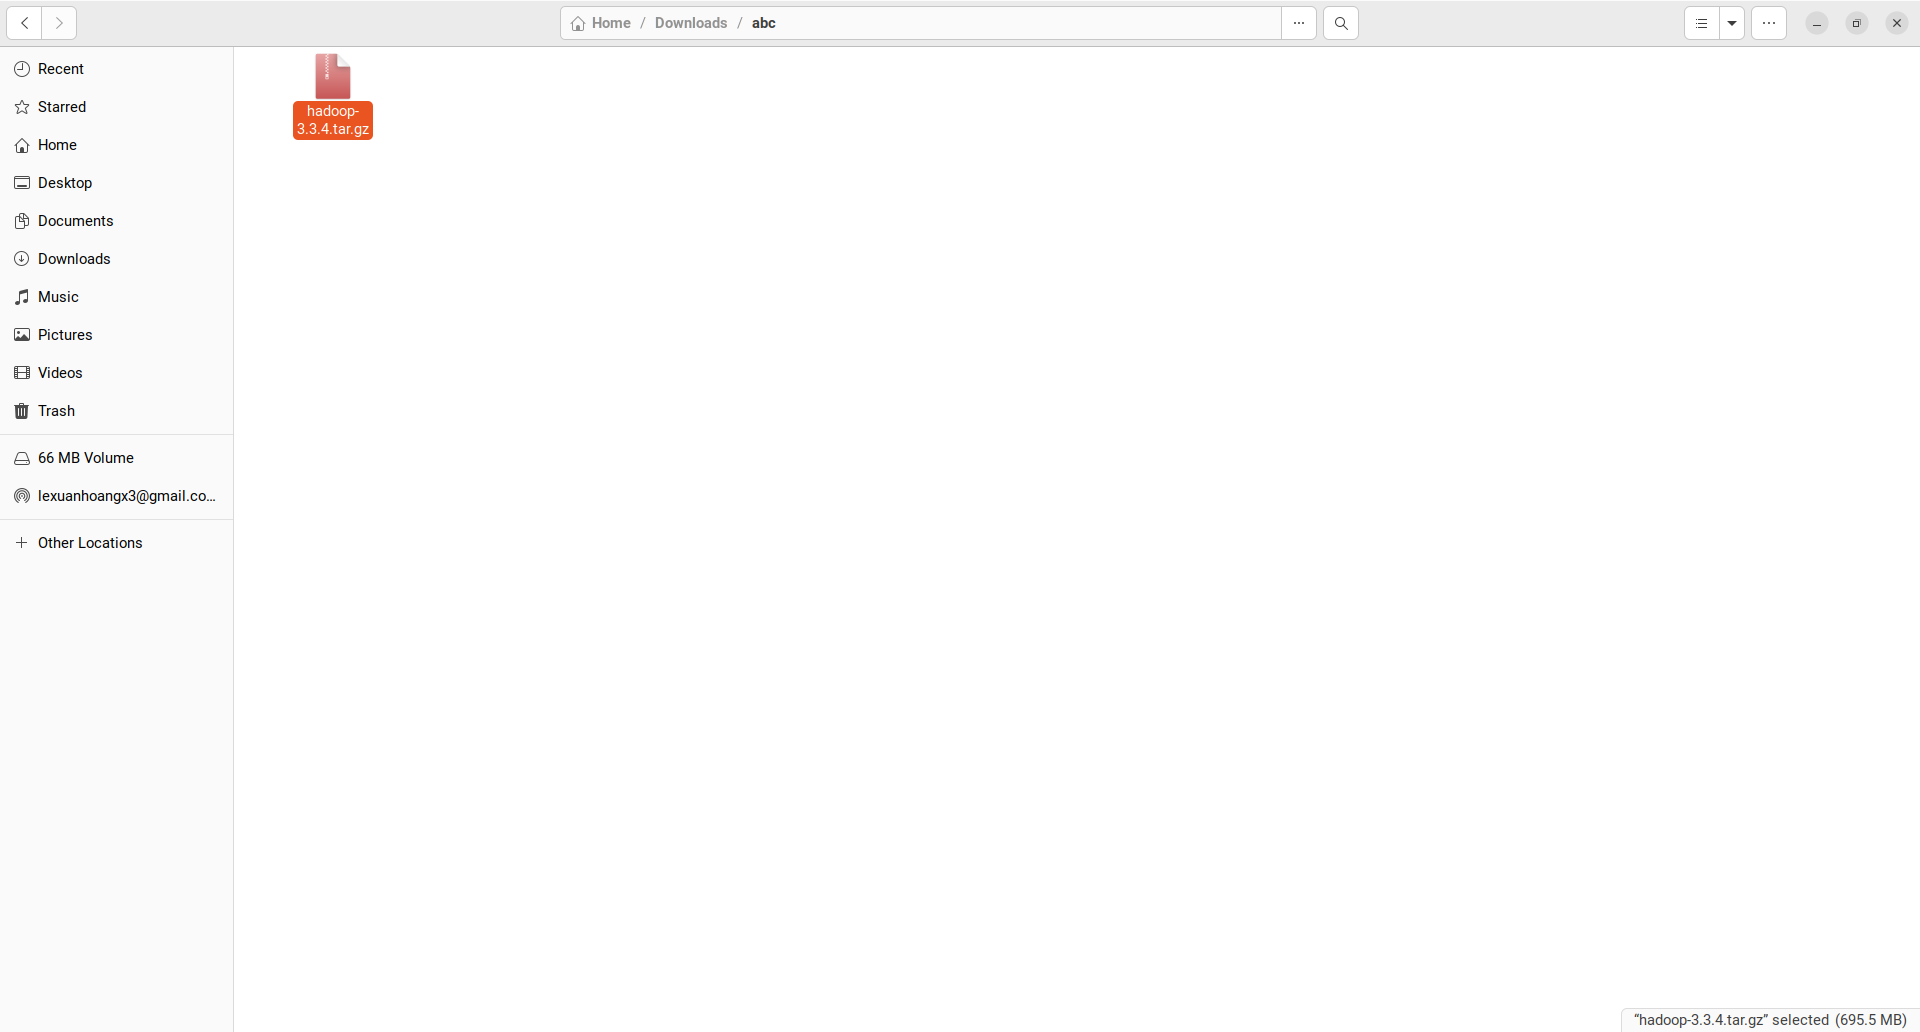 Home / Downloads / abc
Recent
Starred
Home
Desktop
Documents
Downloads
Music
Pictures
Videos
Trash
66 MB Volume
lexuanhoangx3@gmail.co…
Other Locations
hadoop-
3.3.4.tar.gz
“hadoop-3.3.4.tar.gz” selected (695.5 MB)